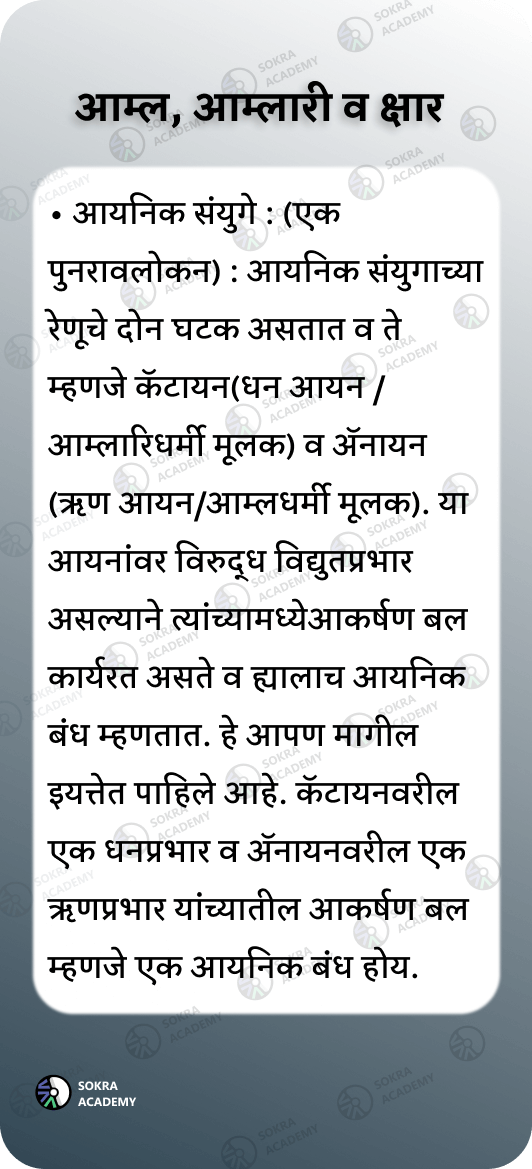 आम्ल, आम्लारी व क्षार
• आयनिक संयुगे : (एक
पुनरावलोकन) : आयनिक संयुगाच्या
रेणूचे दोन घटक असतात व ते
म्हणजे कॅटायन(धन आयन /
आम्लारिधर्मी मूलक) व ॲनायन
(ऋण आयन/आम्लधर्मी मूलक). या
आयनांवर विरुद्ध विद्युतप्रभार
असल्याने त्यांच्यामध्येआकर्षण बल
कार्यरत असते व ह्यालाच आयनिक
बंध म्हणतात. हे आपण मागील
इयत्तेत पाहिले आहे. कॅटायनवरील
एक धनप्रभार व ॲनायनवरील एक
ऋणप्रभार यांच्यातील आकर्षण बल
म्हणजे एक आयनिक बंध होय.
SOKRA
ACADEMY